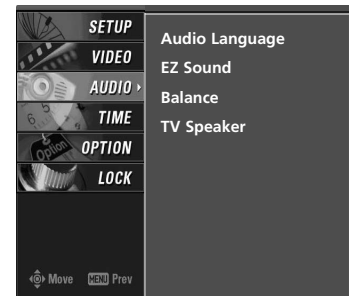 SETUP
VIDEO
AUDIO
TIME
OPTION
LOCK
Move MENU Prev
Audio Language
EZ Sound
Balance
TV Speaker